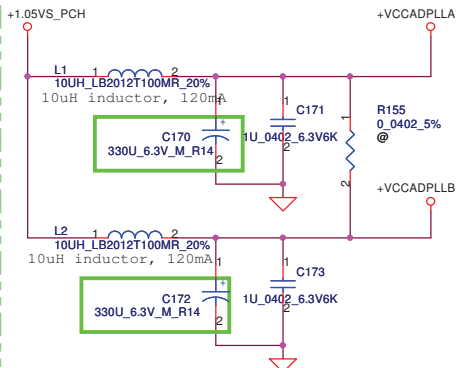 +1.05VS_PCH
+VCCADPLLA
L1
1
2
10UH_LB2012T100MR_20%
10uH inductor, 120mA
1
+
C170
330U_6.3V_M_R14
2
1
C171
1U_0402_6.3V6K
2
1
R155
0_0402_5%
@
2
+VCCADPLLB
L2
1
2
10UH_LB2012T100MR_20%
10uH inductor, 120mA
1
+
C172
330U_6.3V_M_R14
2
1
C173
1U_0402_6.3V6K
2